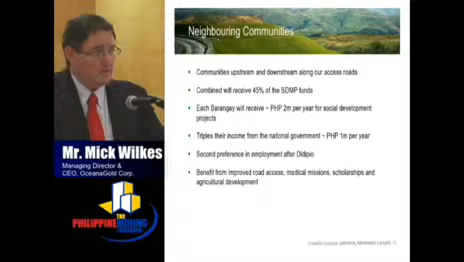 Neighbouring Communities
Communities upstream and downstream along our access roads
Combined will receive 45% of the SDMP funds
Each Barangay will receive ~ PHP 2m per year for social development
projects
Triples their income from the national government ~ PHP 1m per year
Second preference in employment after Didipio
Benefit from improved road access, medical missions, scholarships and
agricultural development
Mr. Mick Wilkes
Managing Director &
CEO, OceanaGold Corp.
THE
PHILIPPINE MINING